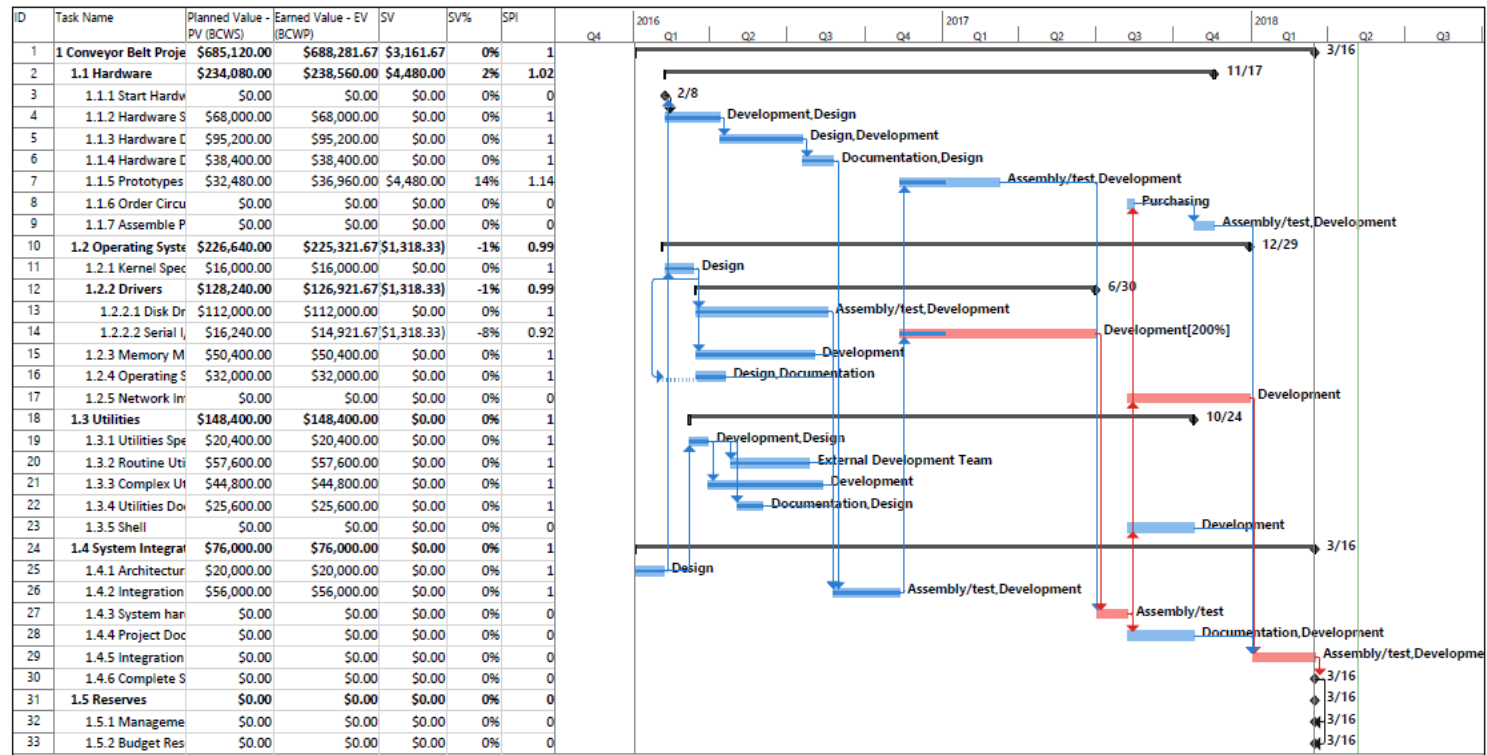 ID Task Name Planned Value - PV (BCWS) Earned Value - EV (BCWP) SV SV% SPI
2016 2017 2018
Q4 Q1 Q2 Q3 Q4 Q1 Q2 Q3 Q4 Q1 Q2 Q3
1 1 Conveyor Belt Proje $685,120.00 $688,281.67 $3,161.67 0% 1 3/16
2 1.1 Hardware $234,080.00 $238,560.00 $4,480.00 2% 1.02 11/17
3 1.1.1 Start Hardw $0.00 $0.00 $0.00 0% 0 2/8
4 1.1.2 Hardware S $68,000.00 $68,000.00 $0.00 0% 1 Development,Design
5 1.1.3 Hardware D $95,200.00 $95,200.00 $0.00 0% 1 Design,Development
6 1.1.4 Hardware D $38,400.00 $38,400.00 $0.00 0% 1 Documentation,Design
7 1.1.5 Prototypes $32,480.00 $36,960.00 $4,480.00 14% 1.14 Assembly/test,Development
8 1.1.6 Order Circu $0.00 $0.00 $0.00 0% 0 Purchasing
9 1.1.7 Assemble P $0.00 $0.00 $0.00 0% 0 Assembly/test,Development
10 1.2 Operating Syste $226,640.00 $225,321.67 ($1,318.33) -1% 0.99 12/29
11 1.2.1 Kernel Spec $16,000.00 $16,000.00 $0.00 0% 1 Design
12 1.2.2 Drivers $128,240.00 $126,921.67 ($1,318.33) -1% 0.99 6/30
13 1.2.2.1 Disk Dr $112,000.00 $112,000.00 $0.00 0% 1 Assembly/test,Development
14 1.2.2.2 Serial I, $16,240.00 $14,921.67 ($1,318.33) -8% 0.92 Development[200%]
15 1.2.3 Memory M $50,400.00 $50,400.00 $0.00 0% 1 Development
16 1.2.4 Operating S $32,000.00 $32,000.00 $0.00 0% 1 Design,Documentation
17 1.2.5 Network In $0.00 $0.00 $0.00 0% 0 Development
18 1.3 Utilities $148,400.00 $148,400.00 $0.00 0% 1 10/24
19 1.3.1 Utilities Spe $20,400.00 $20,400.00 $0.00 0% 1 Development,Design
20 1.3.2 Routine Uti $57,600.00 $57,600.00 $0.00 0% 1 External Development Team
21 1.3.3 Complex Ut $44,800.00 $44,800.00 $0.00 0% 1 Development
22 1.3.4 Utilities Do $25,600.00 $25,600.00 $0.00 0% 1 Documentation,Design
23 1.3.5 Shell $0.00 $0.00 $0.00 0% 0 Development
24 1.4 System Integrat $76,000.00 $76,000.00 $0.00 0% 1 3/16
25 1.4.1 Architectur $20,000.00 $20,000.00 $0.00 0% 1 Design
26 1.4.2 Integration $56,000.00 $56,000.00 $0.00 0% 1 Assembly/test,Development
27 1.4.3 System har $0.00 $0.00 $0.00 0% 0 Assembly/test
28 1.4.4 Project Doc $0.00 $0.00 $0.00 0% 0 Documentation,Development
29 1.4.5 Integration $0.00 $0.00 $0.00 0% 0 Assembly/test,Developme
30 1.4.6 Complete S $0.00 $0.00 $0.00 0% 0 3/16
31 1.5 Reserves $0.00 $0.00 $0.00 0% 0 3/16
32 1.5.1 Manageme $0.00 $0.00 $0.00 0% 0 3/16
33 1.5.2 Budget Res $0.00 $0.00 $0.00 0% 0 3/16